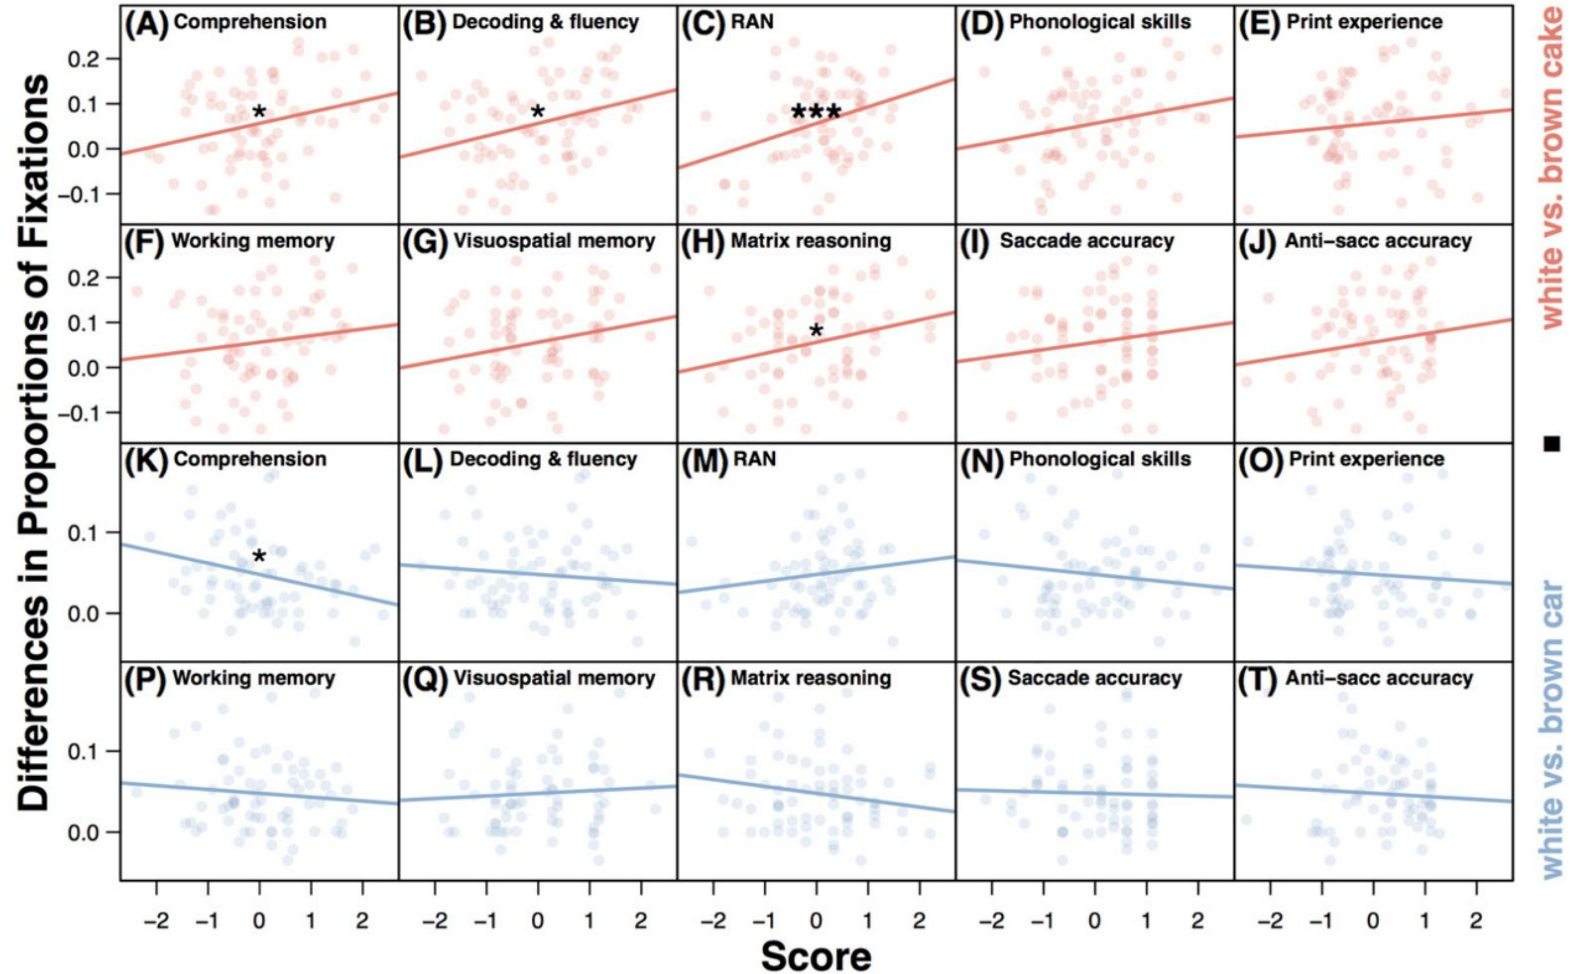 (A) Comprehension (B) Decoding & fluency (C) RAN (D) Phonological skills (E) Print experience
0.2
0.1
0.0
−0.1
* * ***
(F) Working memory (G) Visuospatial memory (H) Matrix reasoning (I) Saccade accuracy (J) Anti−sacc accuracy
0.2
0.1
0.0
−0.1
*
(K) Comprehension (L) Decoding & fluency (M) RAN (N) Phonological skills (O) Print experience
0.1
0.0
*
(P) Working memory (Q) Visuospatial memory (R) Matrix reasoning (S) Saccade accuracy (T) Anti−sacc accuracy
0.1
0.0
−2 −1 0 1 2 −2 −1 0 1 2 −2 −1 0 1 2 −2 −1 0 1 2 −2 −1 0 1 2
Score
Differences in Proportions of Fixations
white vs. brown cake
white vs. brown car